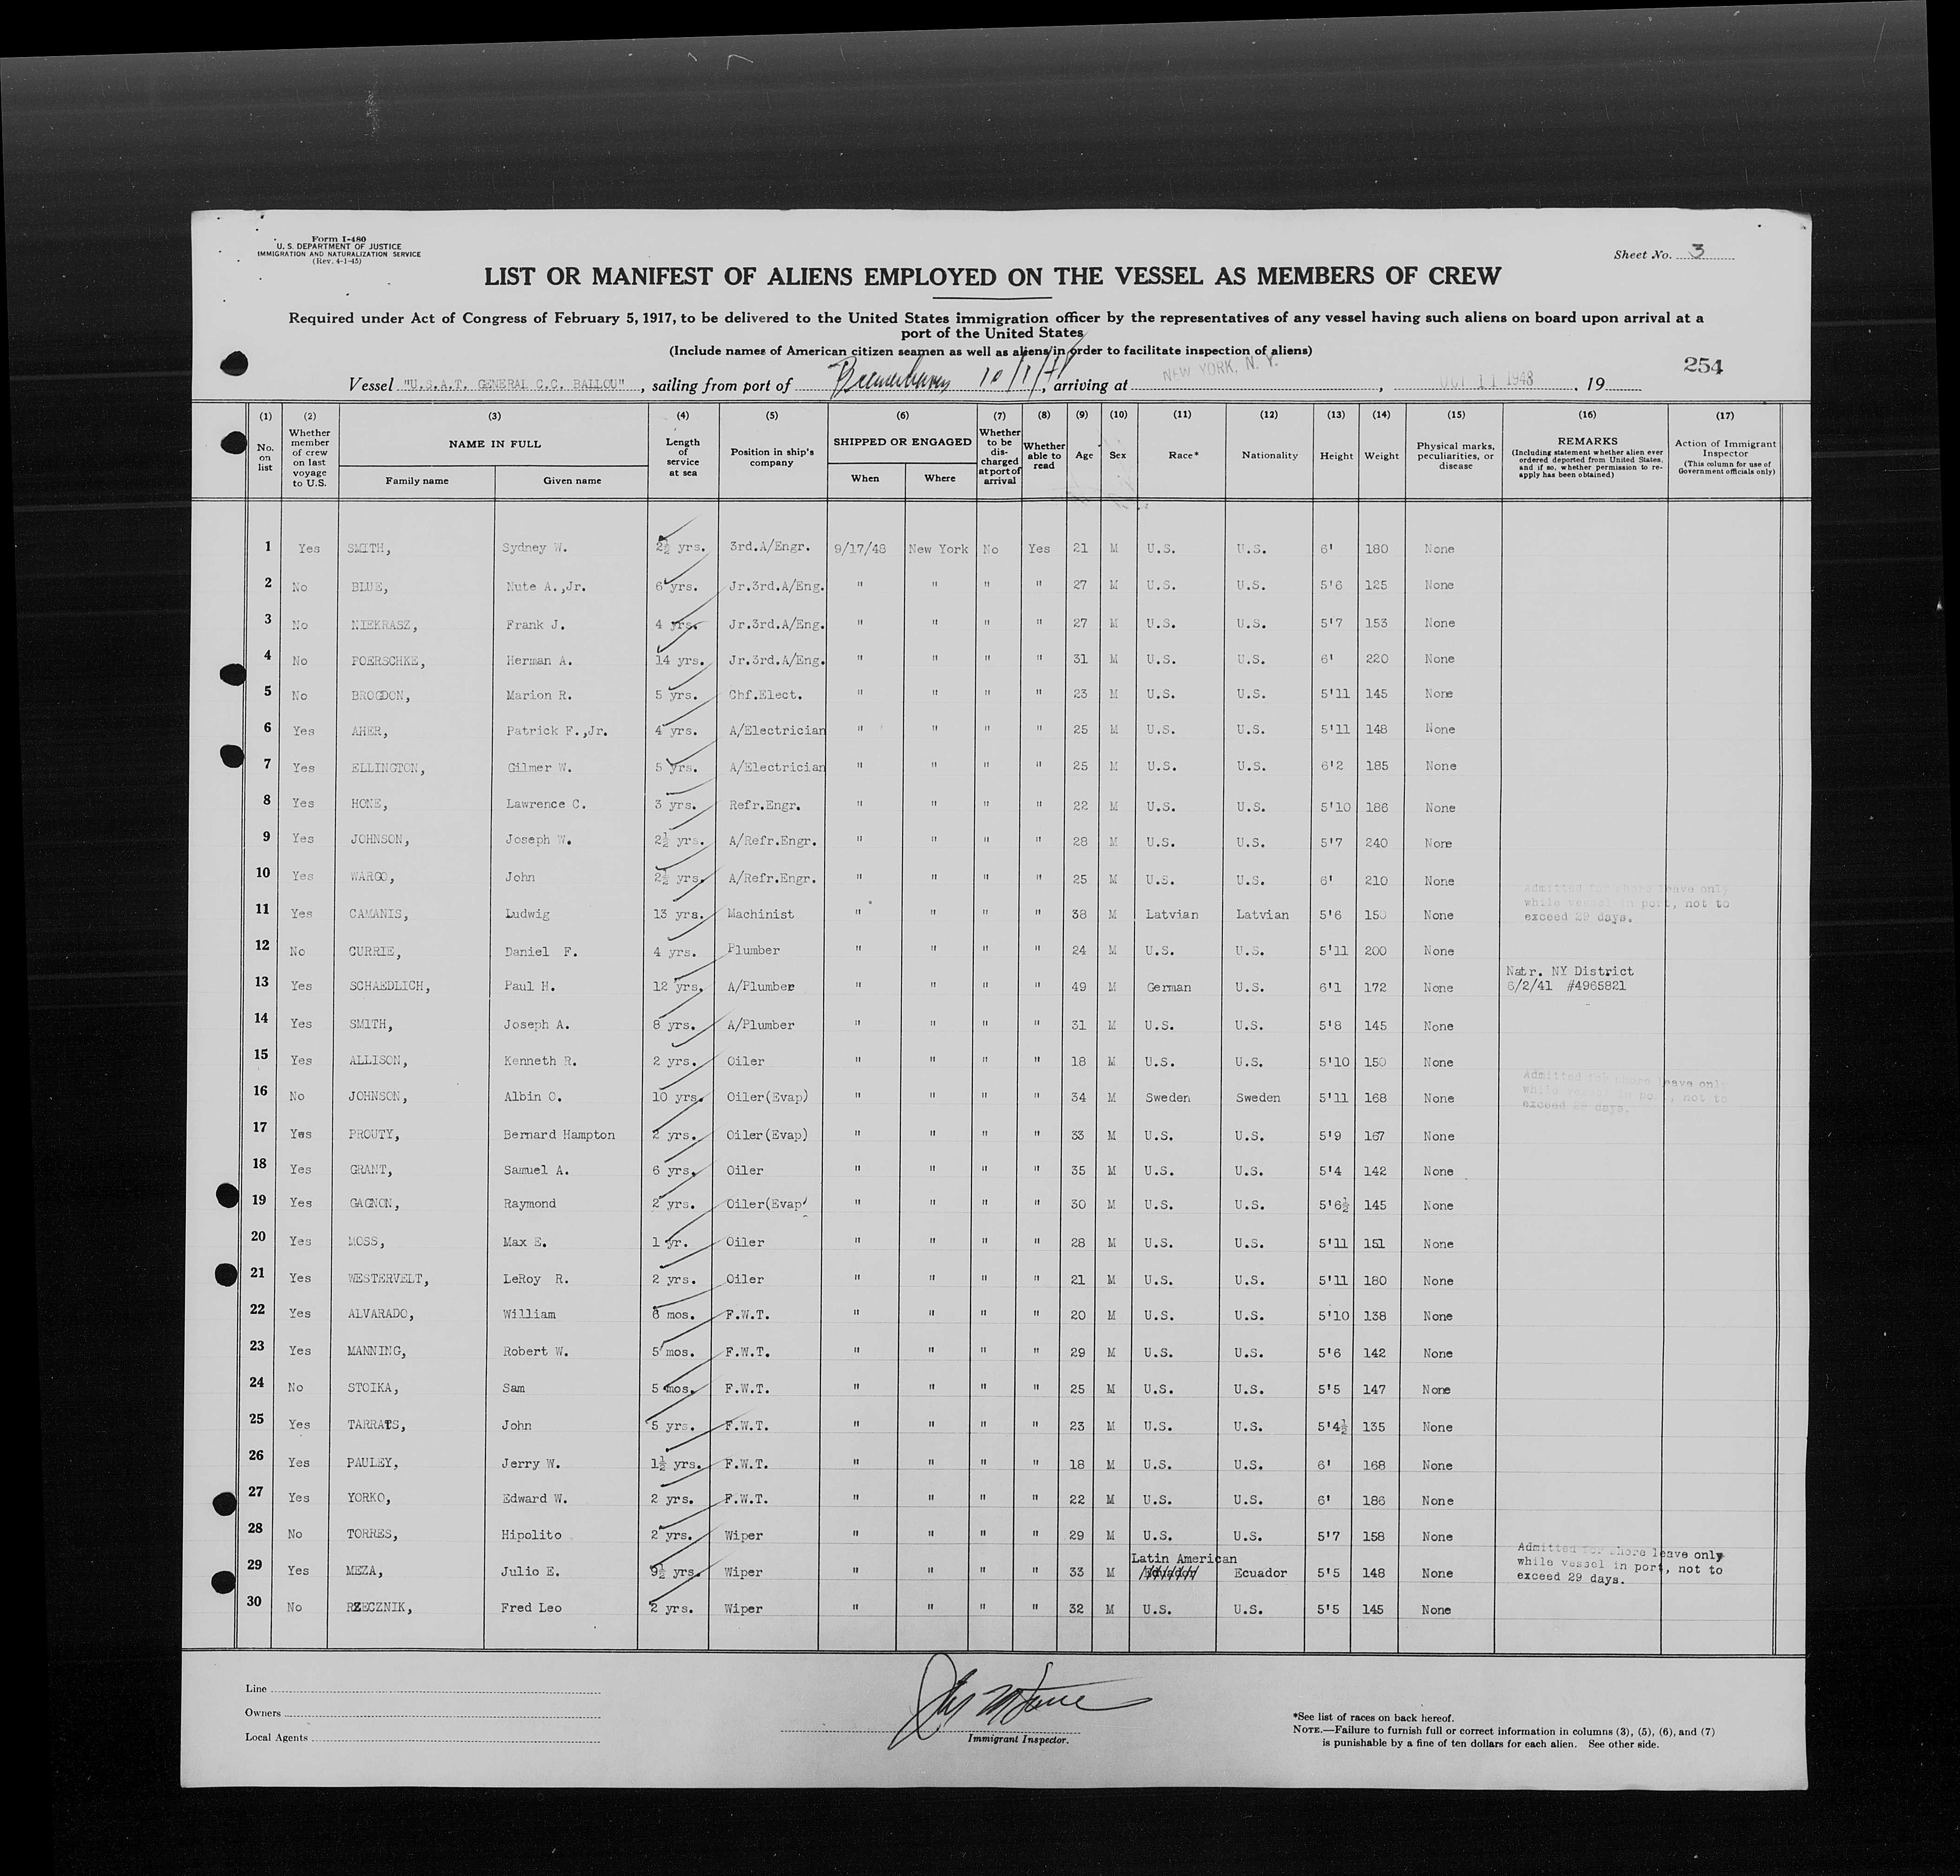 Form I-480
U. S. DEPARTMENT OF JUSTICE
IMMIGRATION AND NATURALIZATION SERVICE
(Rev. 4-1-45)
Sheet No. 3
LIST OR MANIFEST OF ALIENS EMPLOYED ON THE VESSEL AS MEMBERS OF CREW
Required under Act of Congress of February 5, 1917, to be delivered to the United States immigration officer by the representatives of any vessel having such aliens on board upon arrival at a
port of the United States
(Include names of American citizen seamen as well as aliens in order to facilitate inspection of aliens)
254
Vessel "U.S.A.T. GENERAL C.C. BALLOU", sailing from port of Bremerhaven 10/1/48, arriving at NEW YORK, N. Y., OCT 11 1948, 19
(1) (2) (3) (4) (5) (6) (7) (8) (9) (10) (11) (12) (13) (14) (15) (16) (17)
No. on list Whether member of crew on last voyage to U.S. NAME IN FULL Family name Given name Length of service at sea Position in ship's company SHIPPED OR ENGAGED When Where Whether to be discharged at port of arrival Whether able to read Age Sex Race* Nationality Height Weight Physical marks, peculiarities, or disease REMARKS (Including statement whether alien ever ordered deported from United States, and if so, whether permission to re-apply has been obtained) Action of Immigrant Inspector (This column for use of Government officials only)
1 Yes SMITH, Sydney W. 2½ yrs. 3rd.A/Engr. 9/17/48 New York No Yes 21 M U.S. U.S. 6' 180 None
2 No BLUE, Nute A.,Jr. 6 yrs. Jr.3rd.A/Eng. " " " " 27 M U.S. U.S. 5'6 125 None
3 No NIEKRASZ, Frank J. 4 yrs. Jr.3rd.A/Eng. " " " " 27 M U.S. U.S. 5'7 153 None
4 No POERSCHKE, Herman A. 14 yrs. Jr.3rd.A/Eng. " " " " 31 M U.S. U.S. 6' 220 None
5 No BROGDON, Marion R. 5 yrs. Chf.Elect. " " " " 23 M U.S. U.S. 5'11 145 None
6 Yes AHER, Patrick F.,Jr. 4 yrs. A/Electrician " " " " 25 M U.S. U.S. 5'11 148 None
7 Yes ELLINGTON, Gilmer W. 5 yrs. A/Electrician " " " " 25 M U.S. U.S. 6'2 185 None
8 Yes HONE, Lawrence C. 3 yrs. Refr.Engr. " " " " 22 M U.S. U.S. 5'10 186 None
9 Yes JOHNSON, Joseph W. 2½ yrs. A/Refr.Engr. " " " " 28 M U.S. U.S. 5'7 240 None
10 Yes WARGO, John 2½ yrs. A/Refr.Engr. " " " " 25 M U.S. U.S. 6' 210 None
11 Yes CAMANIS, Ludwig 13 yrs. Machinist " " " " 38 M Latvian Latvian 5'6 150 None Admitted for shore leave only while vessel in port, not to exceed 29 days.
12 No CURRIE, Daniel F. 4 yrs. Plumber " " " " 24 M U.S. U.S. 5'11 200 None
13 Yes SCHAEDLICH, Paul H. 12 yrs. A/Plumber " " " " 49 M German U.S. 6'1 172 None Natr. NY District 6/2/41 #4965821
14 Yes SMITH, Joseph A. 8 yrs. A/Plumber " " " " 31 M U.S. U.S. 5'8 145 None
15 Yes ALLISON, Kenneth R. 2 yrs. Oiler " " " " 18 M U.S. U.S. 5'10 150 None
16 No JOHNSON, Albin O. 10 yrs. Oiler(Evap) " " " " 34 M Sweden Sweden 5'11 168 None Admitted for shore leave only while vessel in port, not to exceed 29 days.
17 Yes PROUTY, Bernard Hampton 2 yrs. Oiler(Evap) " " " " 33 M U.S. U.S. 5'9 167 None
18 Yes GRANT, Samuel A. 6 yrs. Oiler " " " " 35 M U.S. U.S. 5'4 142 None
19 Yes GAGNON, Raymond 2 yrs. Oiler(Evap) " " " " 30 M U.S. U.S. 5'6½ 145 None
20 Yes MOSS, Max E. 1 yr. Oiler " " " " 28 M U.S. U.S. 5'11 151 None
21 Yes WESTERVELT, LeRoy R. 2 yrs. Oiler " " " " 21 M U.S. U.S. 5'11 180 None
22 Yes ALVARADO, William 8 mos. F.W.T. " " " " 20 M U.S. U.S. 5'10 138 None
23 Yes MANNING, Robert W. 5 mos. F.W.T. " " " " 29 M U.S. U.S. 5'6 142 None
24 No STOIKA, Sam 5 mos. F.W.T. " " " " 25 M U.S. U.S. 5'5 147 None
25 Yes TARRATS, John 5 yrs. F.W.T. " " " " 23 M U.S. U.S. 5'4½ 135 None
26 Yes PAULEY, Jerry W. 1½ yrs. F.W.T. " " " " 18 M U.S. U.S. 6' 168 None
27 Yes YORKO, Edward W. 2 yrs. F.W.T. " " " " 22 M U.S. U.S. 6' 186 None
28 No TORRES, Hipolito 2 yrs. Wiper " " " " 29 M U.S. U.S. 5'7 158 None
29 Yes MEZA, Julio E. 9½ yrs. Wiper " " " " 33 M Latin American Ecuador 5'5 148 None Admitted for shore leave only while vessel in port, not to exceed 29 days.
30 No RZECZNIK, Fred Leo 2 yrs. Wiper " " " " 32 M U.S. U.S. 5'5 145 None
Line
Owners
Local Agents
Immigrant Inspector.
*See list of races on back hereof.
NOTE.—Failure to furnish full or correct information in columns (3), (5), (6), and (7)
is punishable by a fine of ten dollars for each alien. See other side.